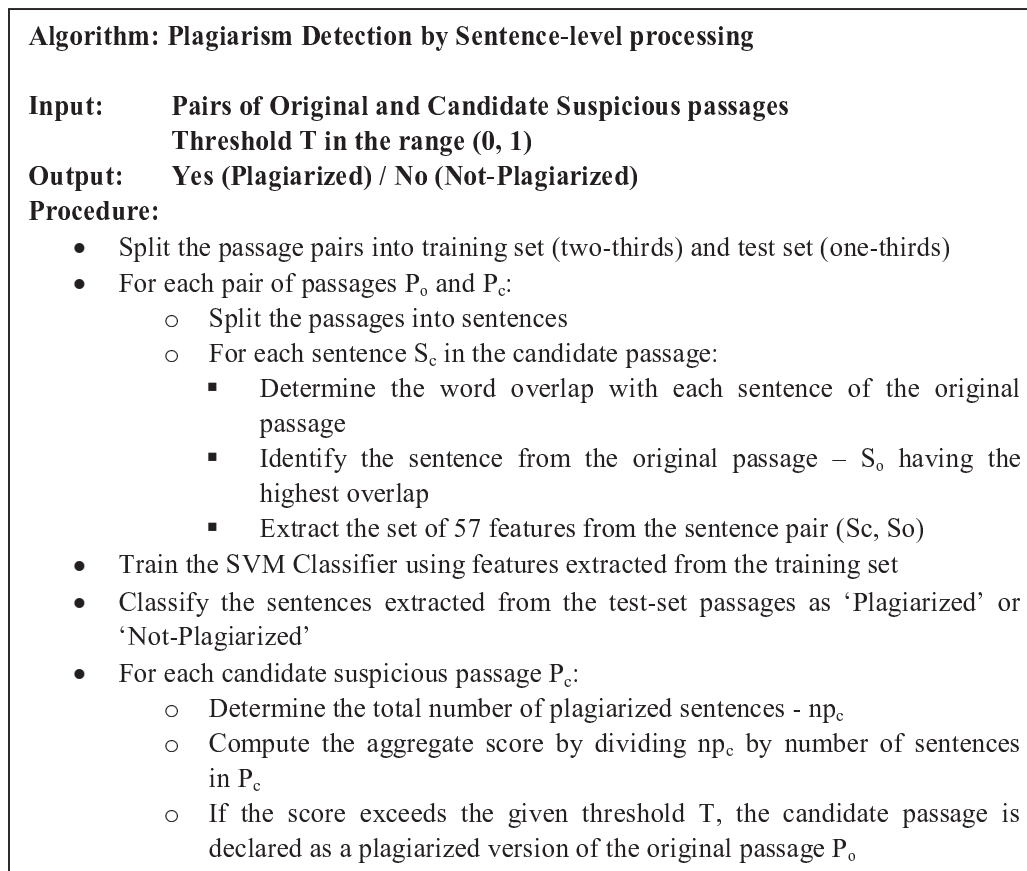 Algorithm: Plagiarism Detection by Sentence-level processing
Input: Pairs of Original and Candidate Suspicious passages
Threshold T in the range (0, 1)
Output: Yes (Plagiarized) / No (Not-Plagiarized)
Procedure:
• Split the passage pairs into training set (two-thirds) and test set (one-thirds)
• For each pair of passages Po and Pc:
o Split the passages into sentences
o For each sentence Sc in the candidate passage:
▪ Determine the word overlap with each sentence of the original
passage
▪ Identify the sentence from the original passage – So having the
highest overlap
▪ Extract the set of 57 features from the sentence pair (Sc, So)
• Train the SVM Classifier using features extracted from the training set
• Classify the sentences extracted from the test-set passages as ‘Plagiarized’ or
‘Not-Plagiarized’
• For each candidate suspicious passage Pc:
o Determine the total number of plagiarized sentences - npc
o Compute the aggregate score by dividing npc by number of sentences
in Pc
o If the score exceeds the given threshold T, the candidate passage is
declared as a plagiarized version of the original passage Po